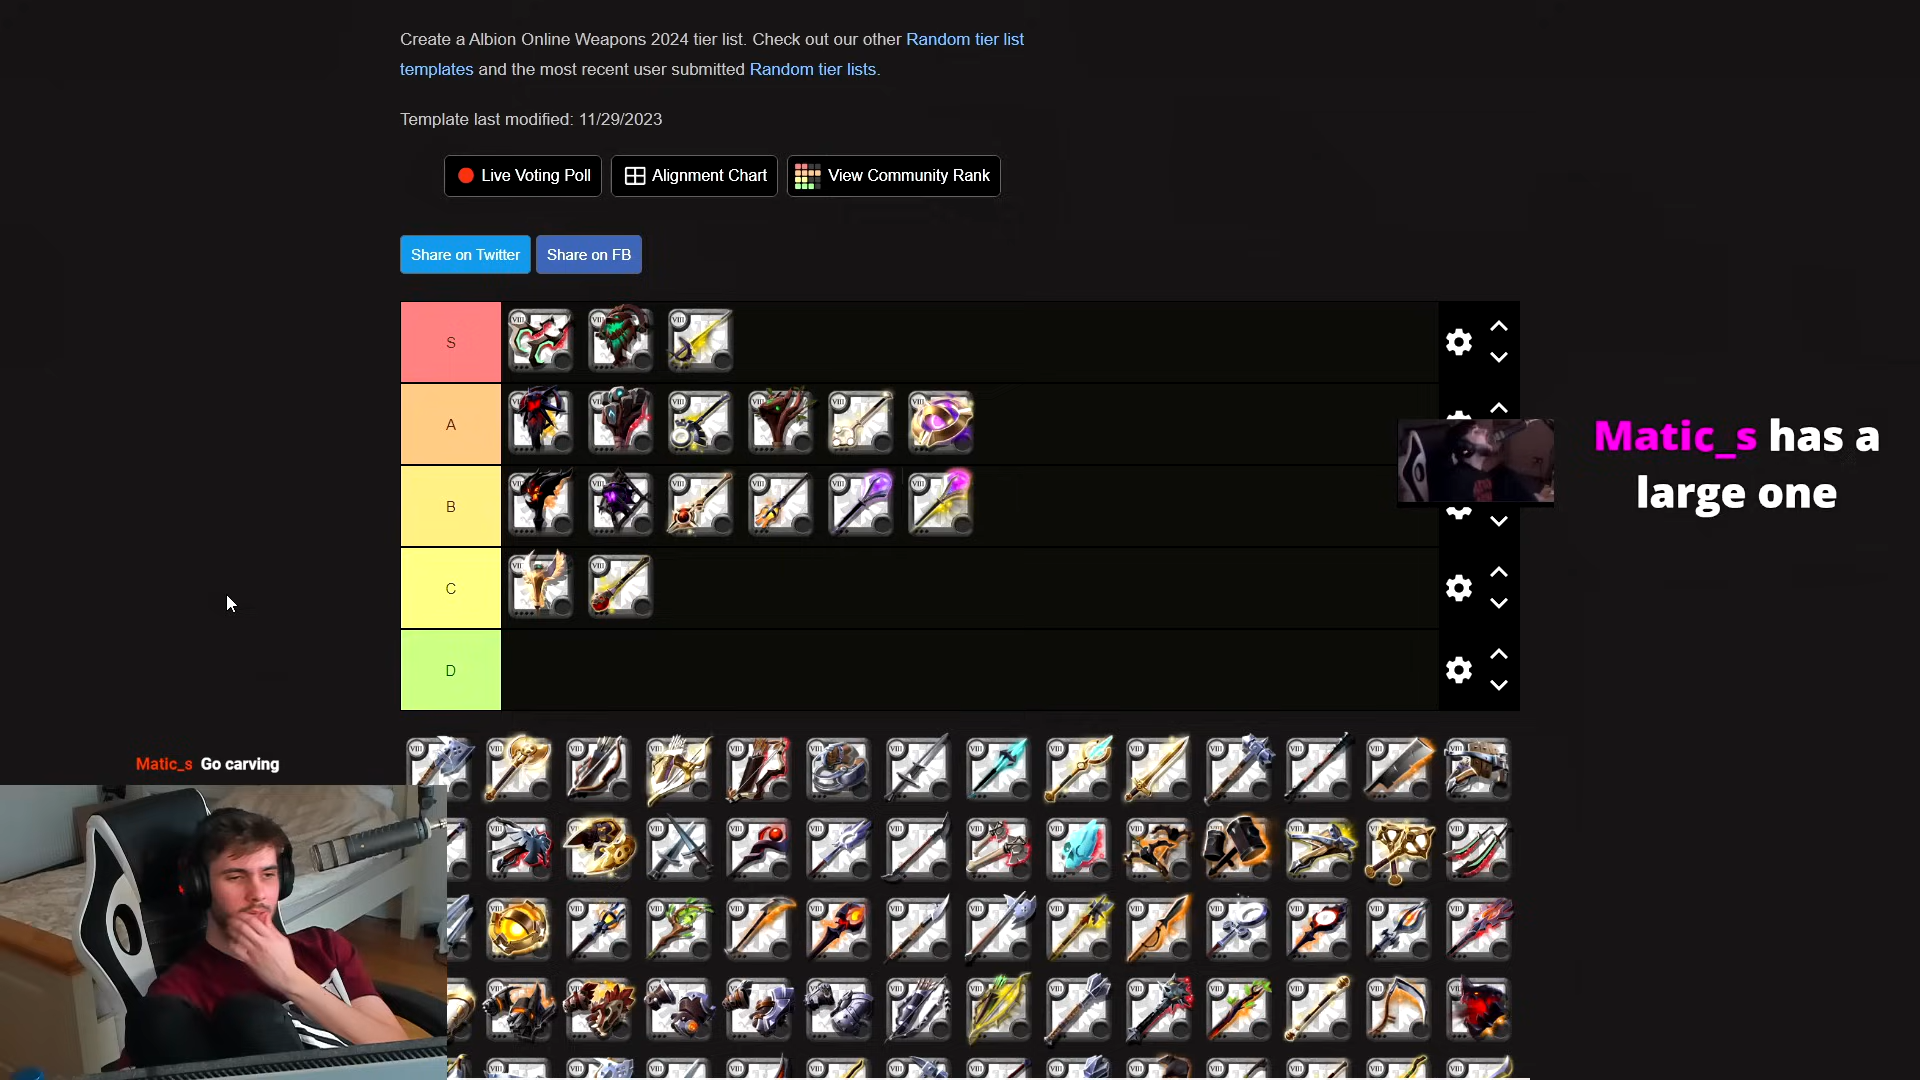 Create a Albion Online Weapons 2024 tier list. Check out our other Random tier list
templates and the most recent user submitted Random tier lists.
Template last modified: 11/29/2023
Live Voting Poll
Alignment Chart
View Community Rank
Share on Twitter
Share on FB
S
A
B
C
D
Matic_s has a
large one
Matic_s Go carving